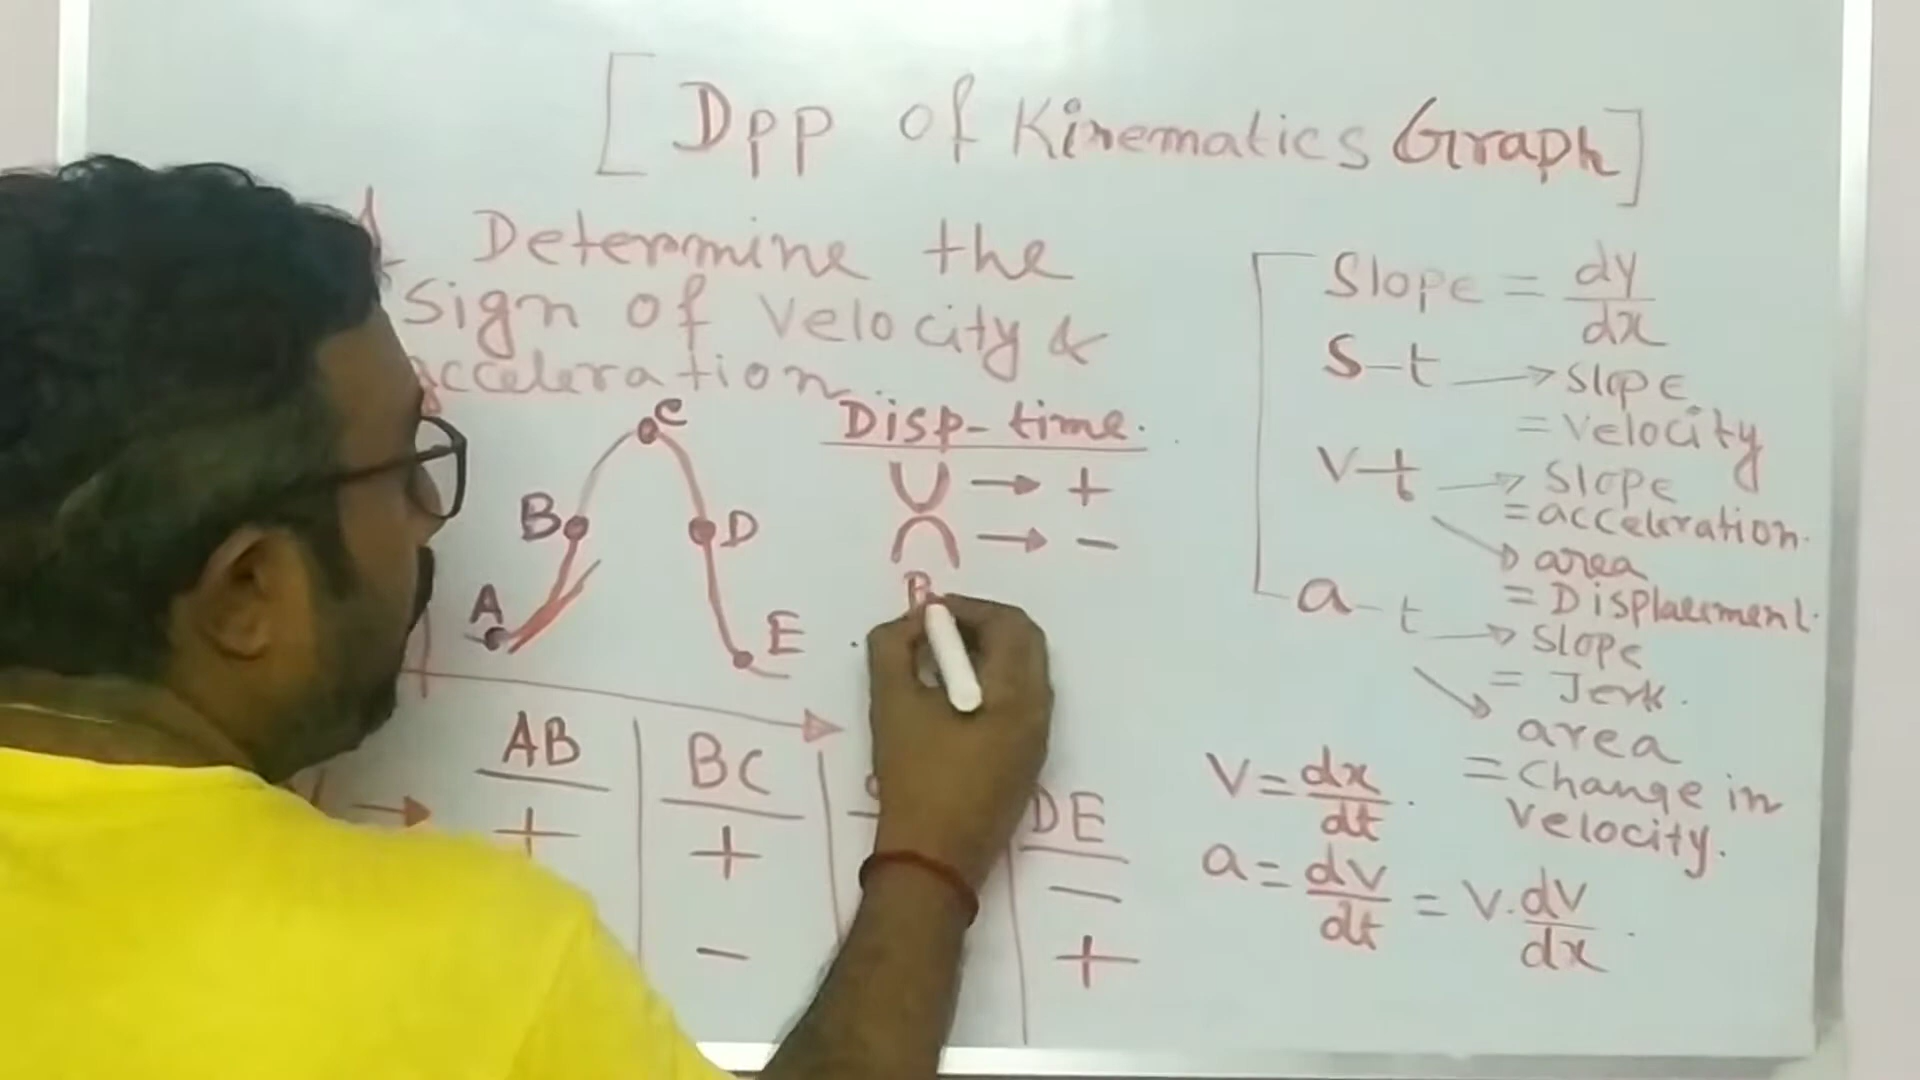 [Dpp of Kinematics Graph]
Determine the
Sign of Velocity &
acceleration
C
B
D
A
E
Disp-time.
→ +
→ −
AB
BC
DE
→
+
+
−
−
+
Slope = dy/dx
S-t → Slope
= Velocity
V-t → Slope
= acceleration.
→ area
= Displacement.
a-t → Slope
= Jerk.
→ area
= Change in
Velocity.
V = dx/dt.
a = dv/dt = V.dv/dx.